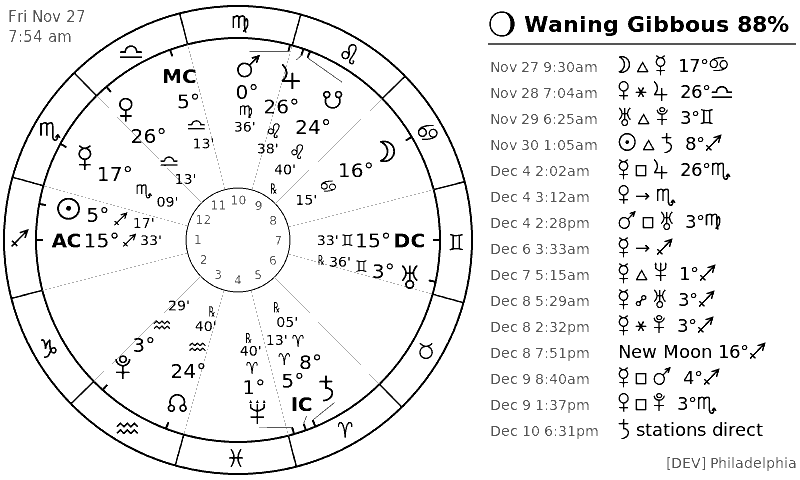 Fri Nov 27
7:54 am
Waning Gibbous 88%
Nov 27 9:30am ☽ △ ☿ 17°♋
Nov 28 7:04am ♀ ⚹ ♃ 26°♎
Nov 29 6:25am ♅ △ ⯓ 3°♊
Nov 30 1:05am ☉ △ ♄ 8°♐
Dec 4 2:02am ☿ □ ♃ 26°♏
Dec 4 3:12am ♀ → ♏
Dec 4 2:28pm ♂ □ ♅ 3°♍
Dec 6 3:33am ☿ → ♐
Dec 7 5:15am ☿ △ ♆ 1°♐
Dec 8 5:29am ☿ ☍ ♅ 3°♐
Dec 8 2:32pm ☿ ⚹ ⯓ 3°♐
Dec 8 7:51pm New Moon 16°♐
Dec 9 8:40am ☿ □ ♂ 4°♐
Dec 9 1:37pm ♀ □ ⯓ 3°♏
Dec 10 6:31pm ♄ stations direct
[DEV] Philadelphia
♍
♌
♋
♊
♉
♈
♓
♒
♑
♐
♏
♎
MC 5° ♎ 13'
♂ 0° ♍ 36'
♃ 26° ♌ 38'
☋ 24° ♌ 40' ℞
☽ 16° ♋ 15'
DC 15° ♊ 33'
♅ 3° ♊ 36' ℞
♄ 8° ♈ 05' ℞
IC 5° ♈ 13'
♆ 1° ♈ 40' ℞
☊ 24° ♒ 40' ℞
⯓ 3° ♒ 29'
AC 15° ♐ 33'
☉ 5° ♐ 17'
☿ 17° ♏ 09'
♀ 26° ♎ 13'
1
2
3
4
5
6
7
8
9
10
11
12